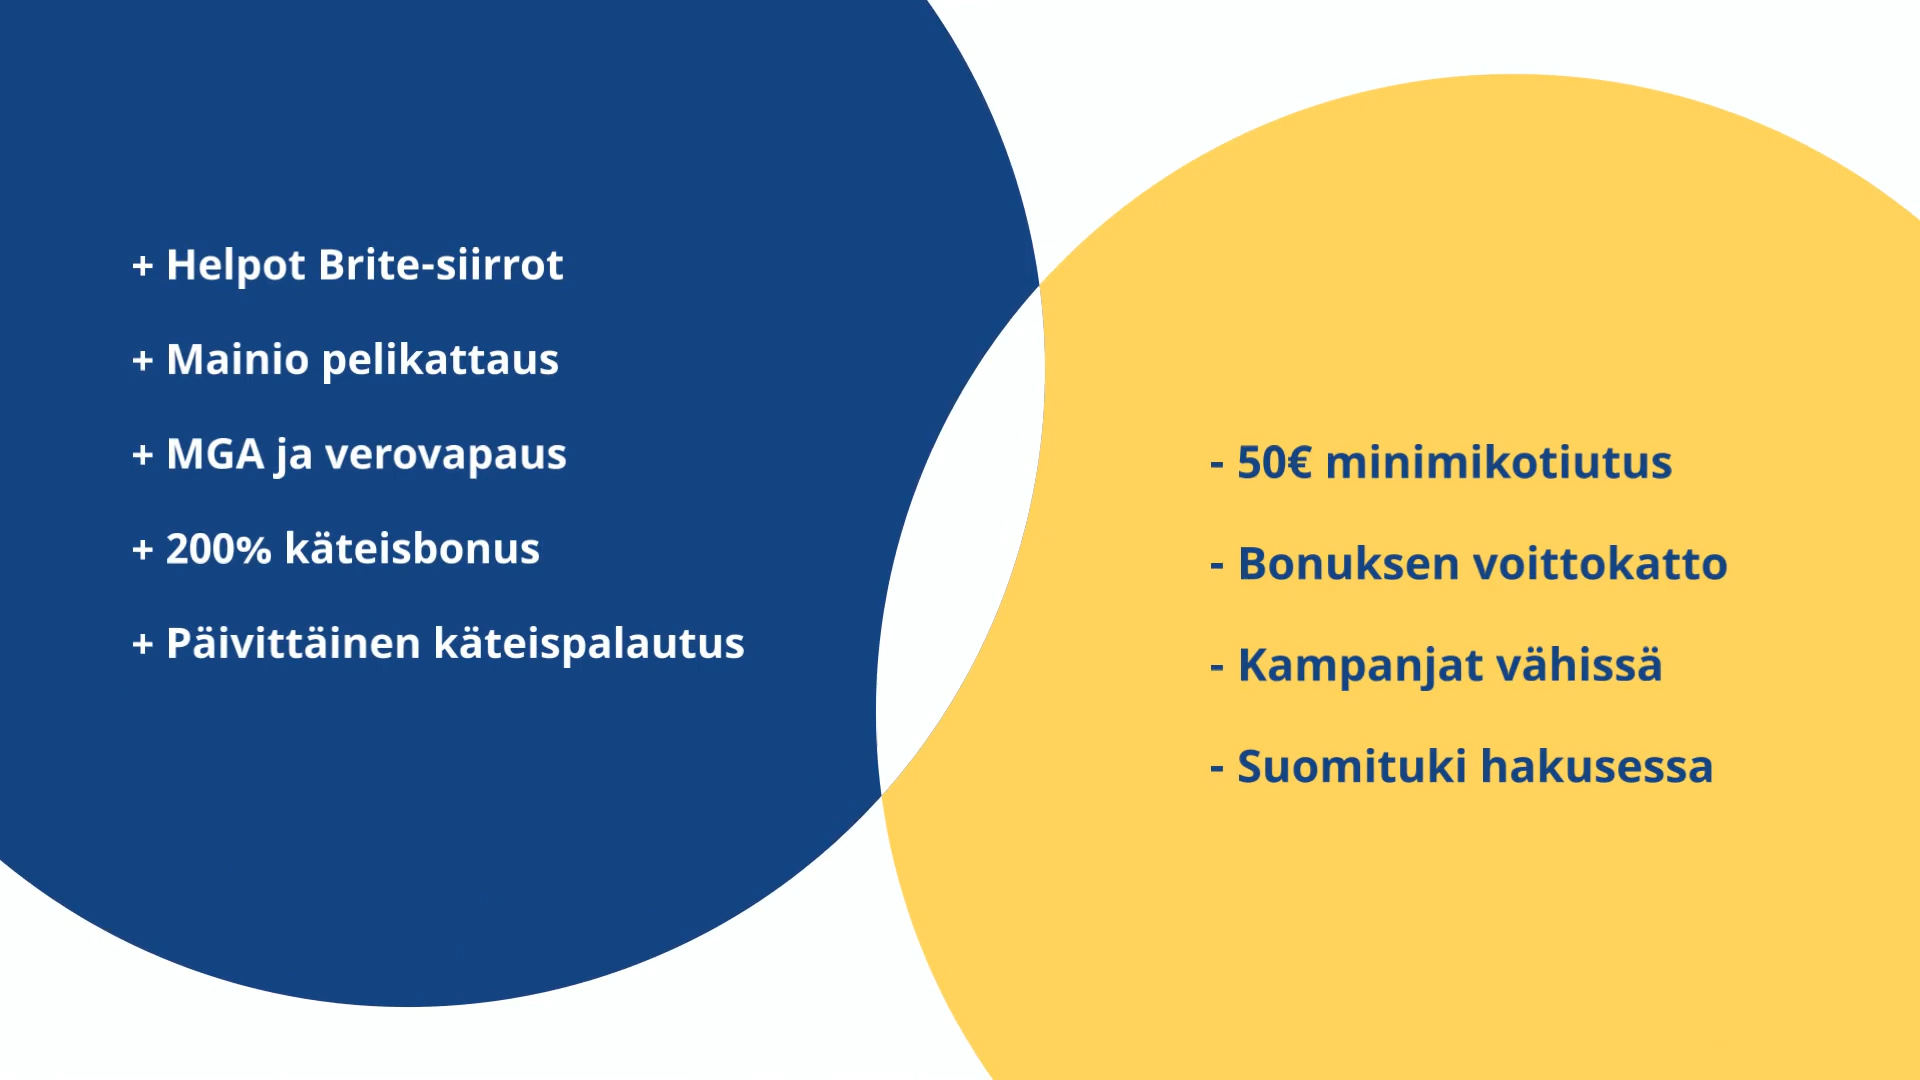 + Helpot Brite-siirrot
+ Mainio pelikattaus
+ MGA ja verovapaus
+ 200% käteisbonus
+ Päivittäinen käteispalautus
- 50€ minimikotiutus
- Bonuksen voittokatto
- Kampanjat vähissä
- Suomituki hakusessa